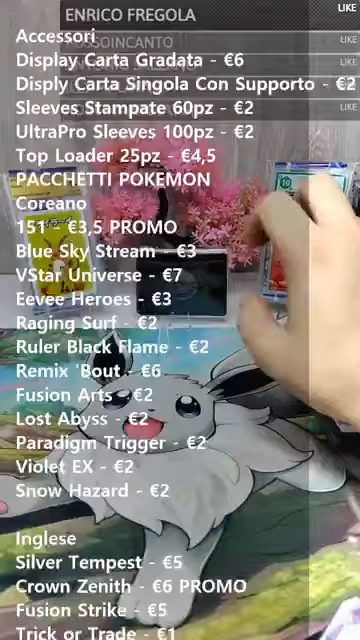 ENRICO FREGOLA
LIKE
Accessori
LIKE
Display Carta Gradata - €6
Disply Carta Singola Con Supporto - €2
LIKE
Sleeves Stampate 60pz - €2
LIKE
UltraPro Sleeves 100pz - €2
Top Loader 25pz - €4,5
PACCHETTI POKEMON
Coreano
151 - €3,5 PROMO
Blue Sky Stream - €3
VStar Universe - €7
Eevee Heroes - €3
Raging Surf - €2
Ruler Black Flame - €2
Remix 'Bout - €6
Fusion Arts - €2
Lost Abyss - €2
Paradigm Trigger - €2
Violet EX - €2
Snow Hazard - €2
Inglese
Silver Tempest - €5
Crown Zenith - €6 PROMO
Fusion Strike - €5
Trick or Trade - €1